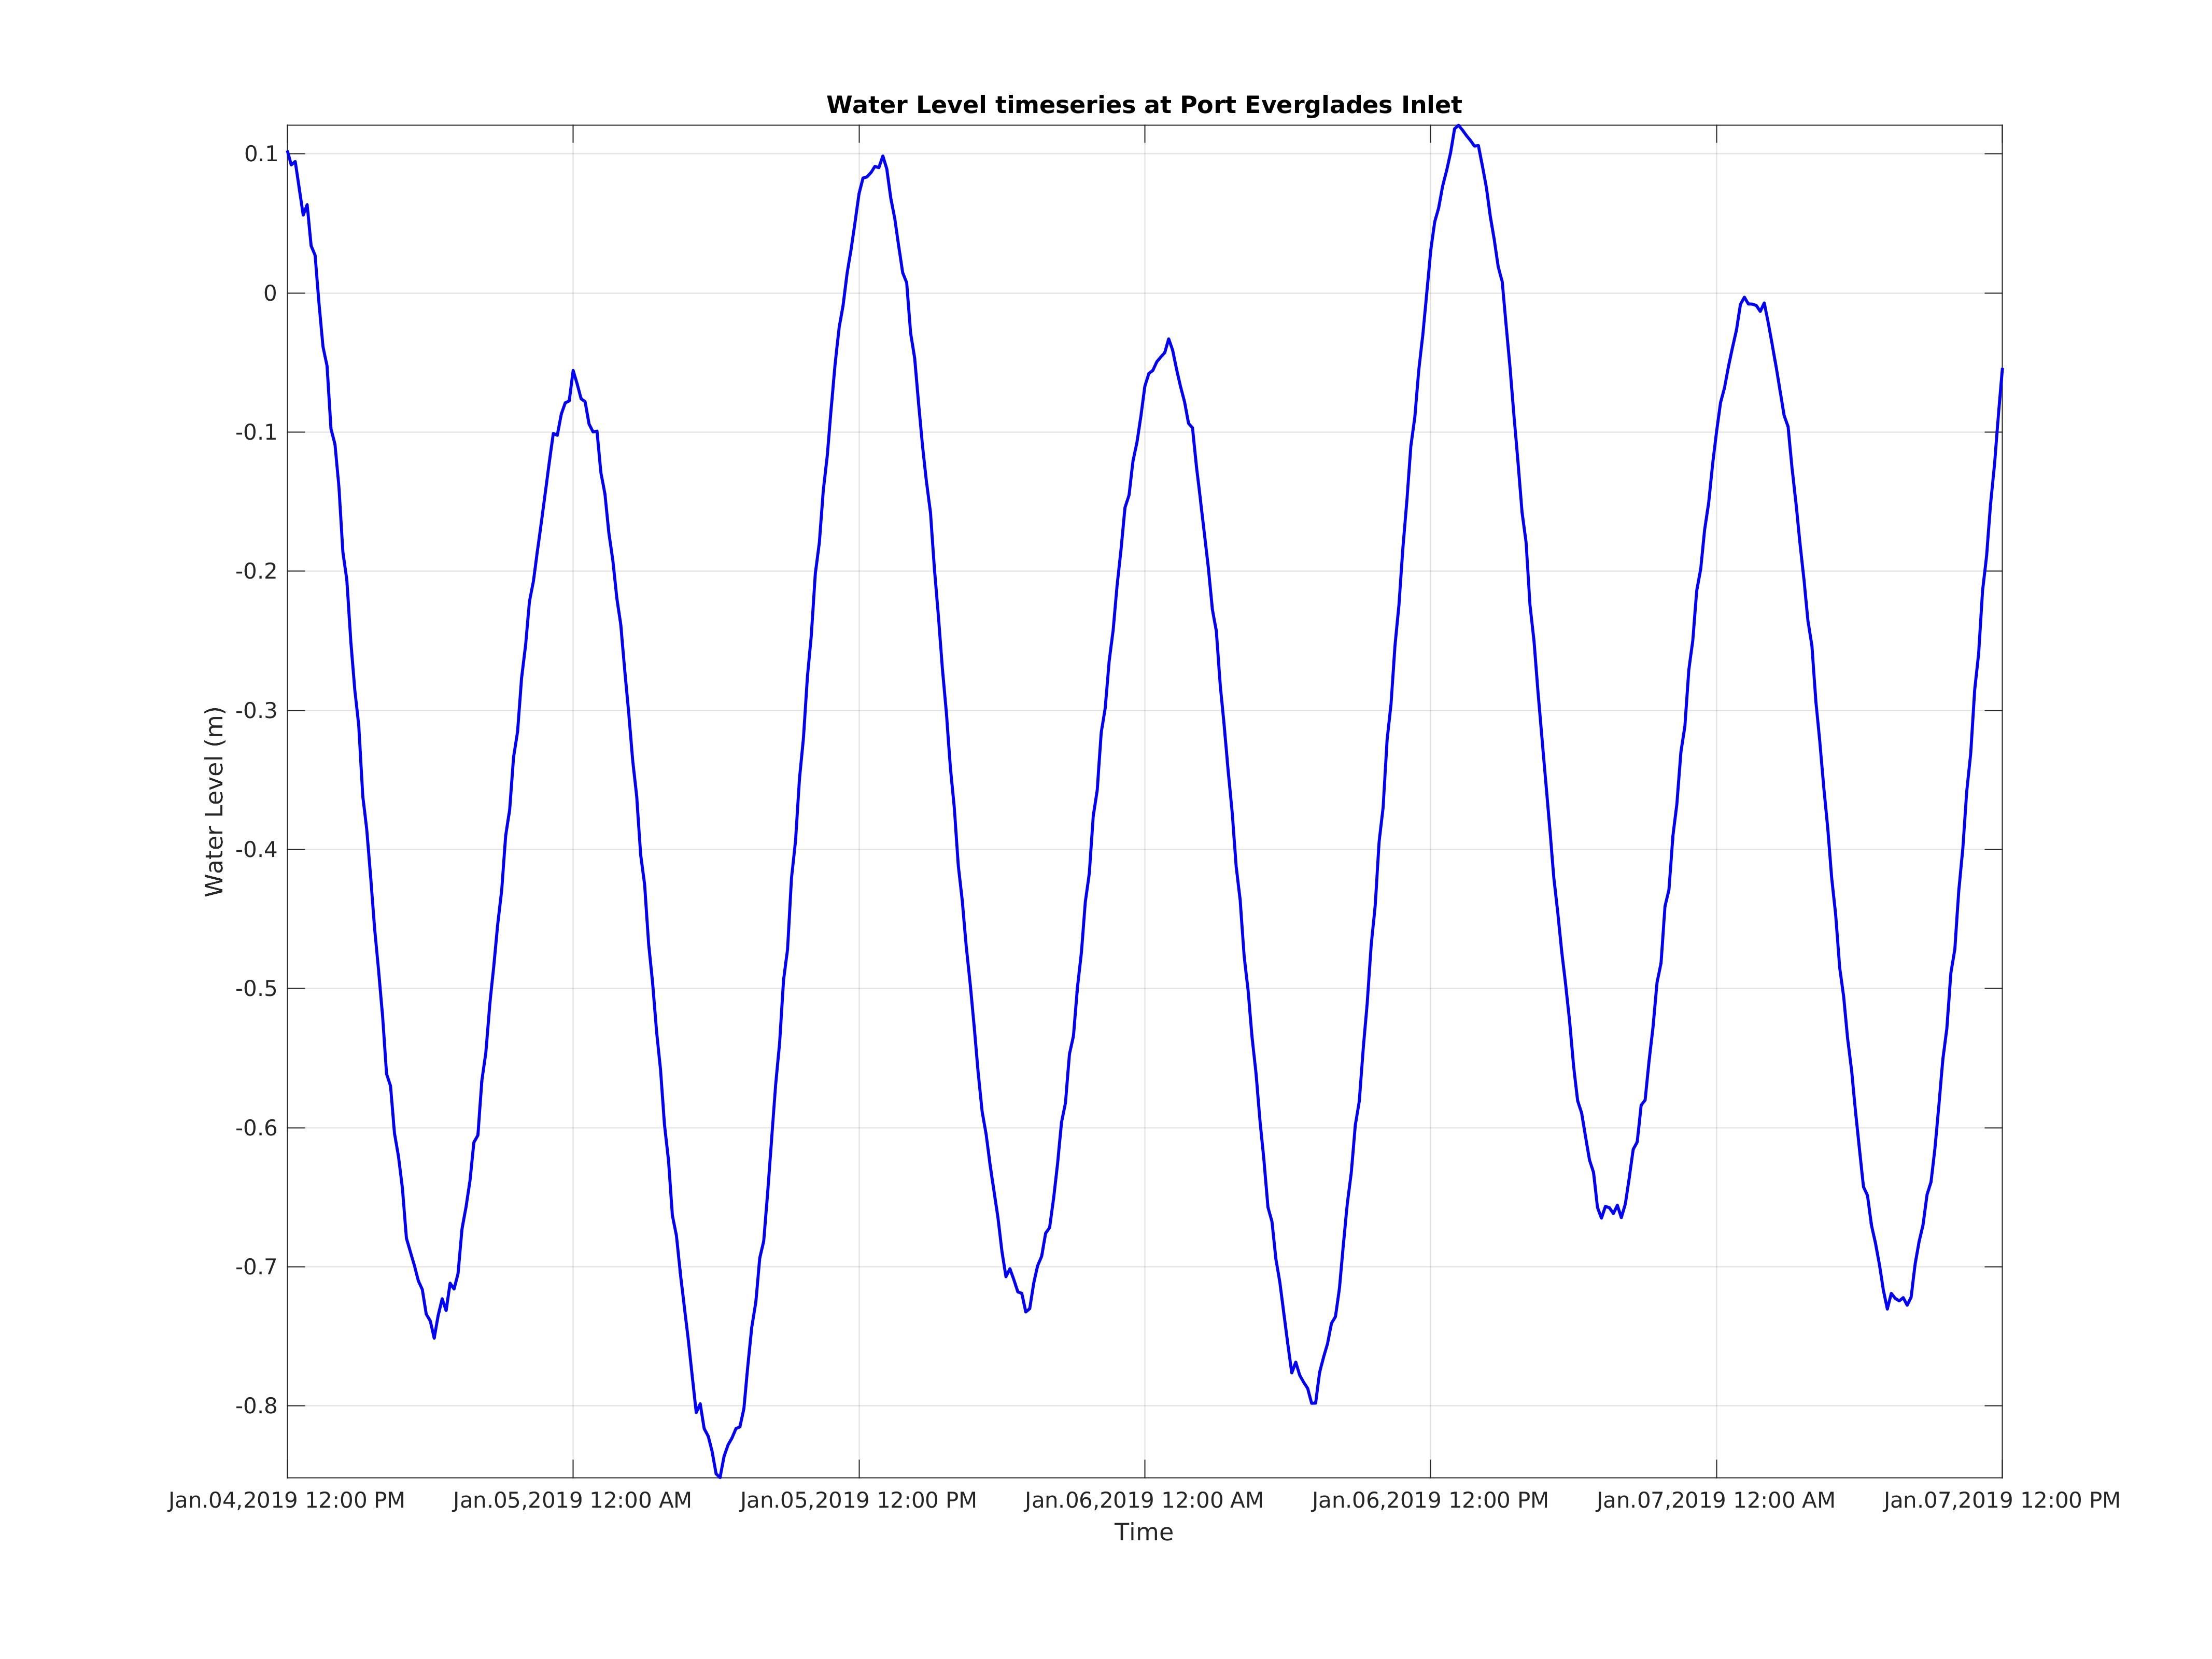 Water Level timeseries at Port Everglades Inlet
0.1
0
-0.1
-0.2
-0.3
-0.4
-0.5
-0.6
-0.7
-0.8
Water Level (m)
Jan.04,2019 12:00 PM
Jan.05,2019 12:00 AM
Jan.05,2019 12:00 PM
Jan.06,2019 12:00 AM
Jan.06,2019 12:00 PM
Jan.07,2019 12:00 AM
Jan.07,2019 12:00 PM
Time